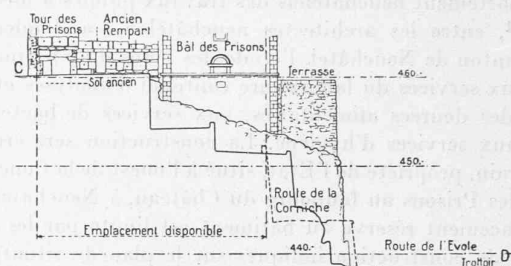 Tour des
Prisons
Ancien
Rempart
Bât des Prisons
C
Sol ancien
Terrasse
460.-
450.-
Route de la
Corniche
Emplacement disponible
440.-
Route de l'Evole
Trottoir
D